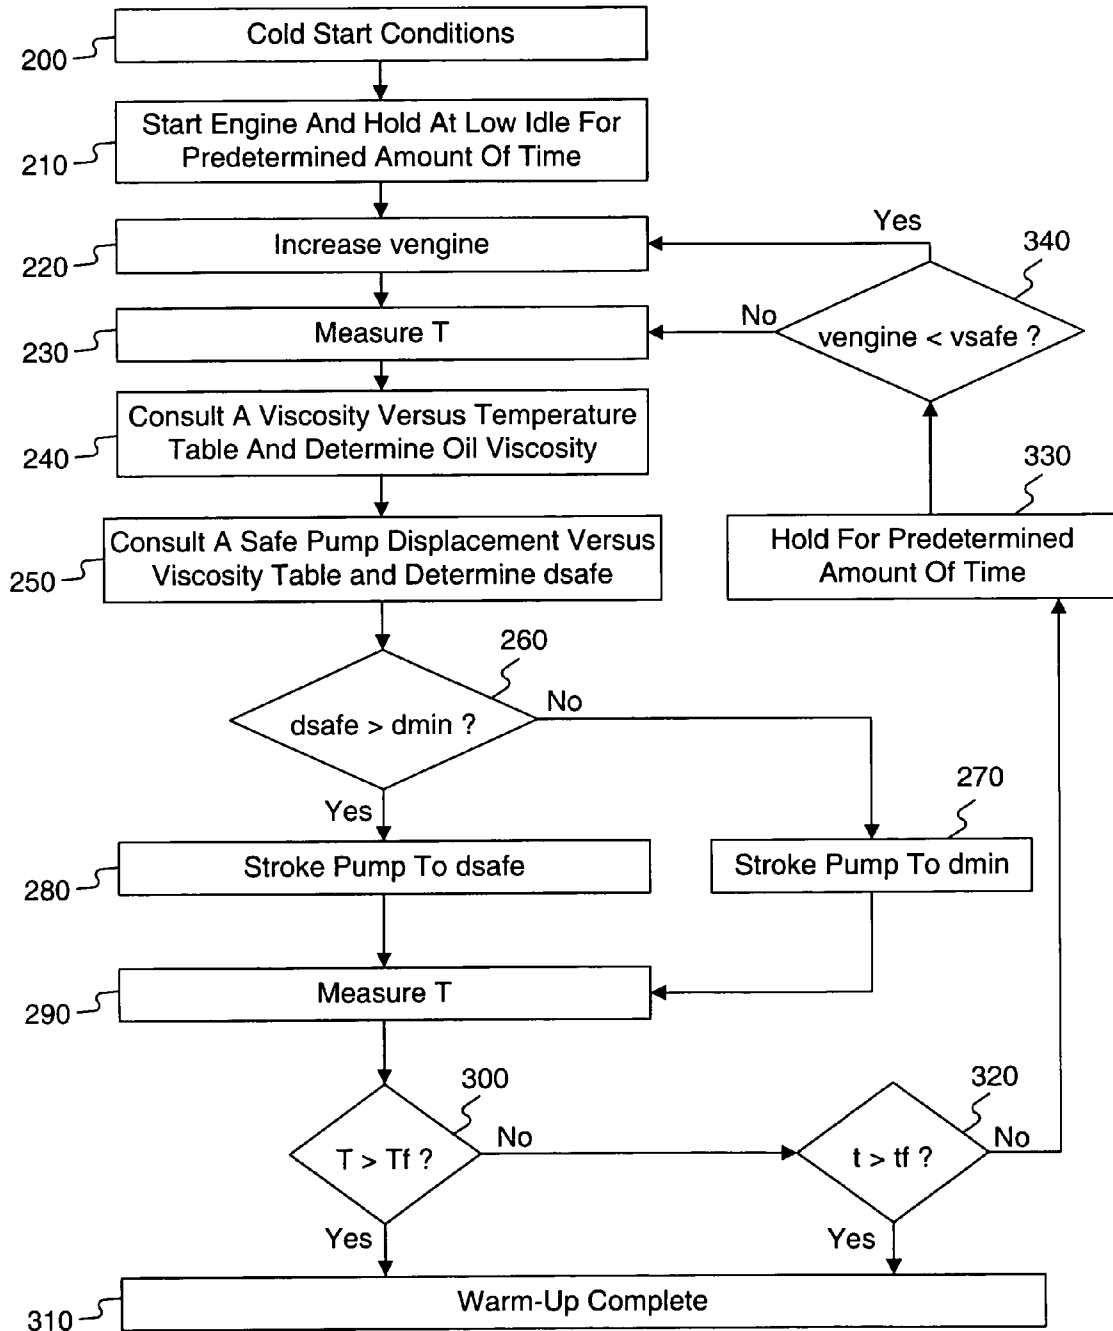 Cold Start Conditions
200
Start Engine And Hold At Low Idle For
Predetermined Amount Of Time
210
Yes
Increase vengine
220
340
No
Measure T
vengine < vsafe ?
230
Consult A Viscosity Versus Temperature
Table And Determine Oil Viscosity
240
330
Consult A Safe Pump Displacement Versus
Viscosity Table and Determine dsafe
250
Hold For Predetermined
Amount Of Time
260
dsafe > dmin ?
No
Yes
270
Stroke Pump To dsafe
280
Stroke Pump To dmin
Measure T
290
300
T > Tf ?
No
320
t > tf ?
No
Yes
Yes
Warm-Up Complete
310